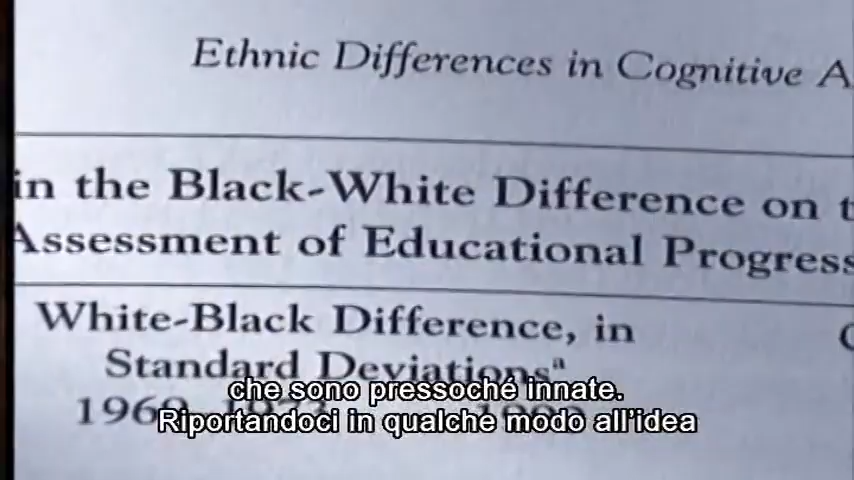 Ethnic Differences in Cognitive A
in the Black-White Difference on t
Assessment of Educational Progress
White-Black Difference, in
Standard Deviationsª
che sono pressoché innate.
Riportandoci in qualche modo all'idea